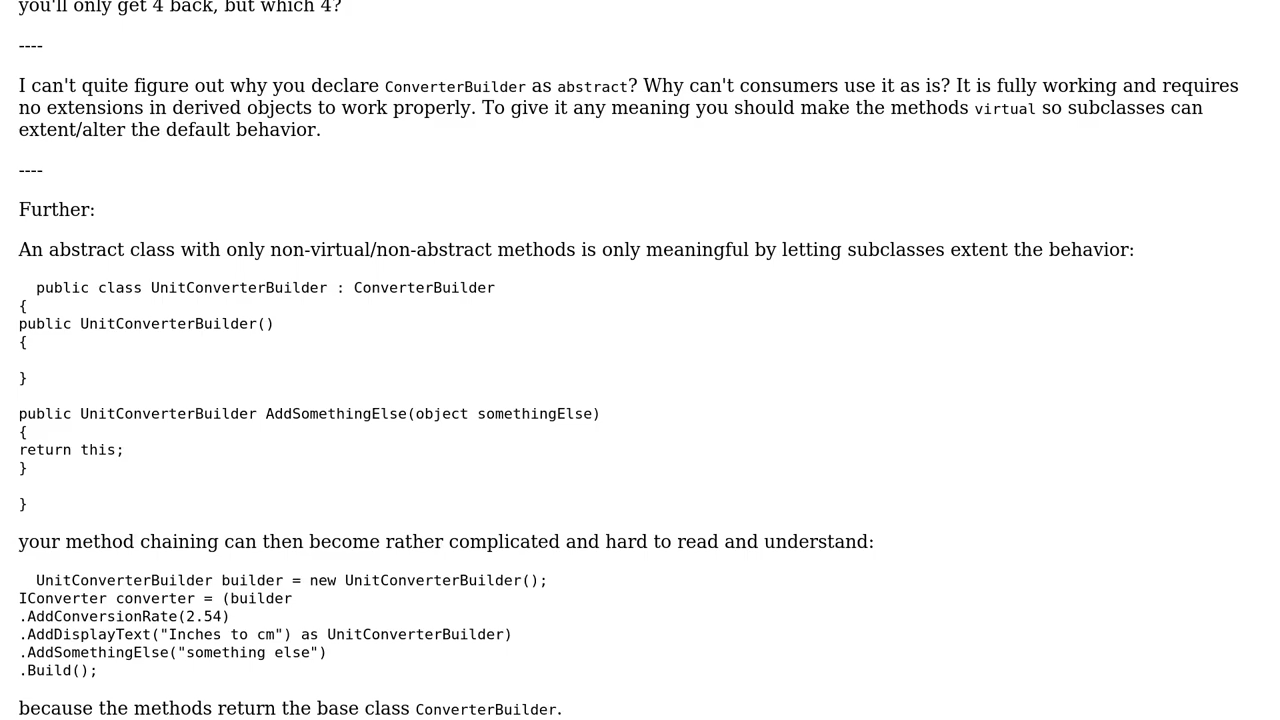 you'll only get 4 back, but which 4?
----
I can't quite figure out why you declare ConverterBuilder as abstract? Why can't consumers use it as is? It is fully working and requires
no extensions in derived objects to work properly. To give it any meaning you should make the methods virtual so subclasses can
extent/alter the default behavior.
----
Further:
An abstract class with only non-virtual/non-abstract methods is only meaningful by letting subclasses extent the behavior:
  public class UnitConverterBuilder : ConverterBuilder
{
public UnitConverterBuilder()
{
}
public UnitConverterBuilder AddSomethingElse(object somethingElse)
{
return this;
}
}
your method chaining can then become rather complicated and hard to read and understand:
  UnitConverterBuilder builder = new UnitConverterBuilder();
IConverter converter = (builder
.AddConversionRate(2.54)
.AddDisplayText("Inches to cm") as UnitConverterBuilder)
.AddSomethingElse("something else")
.Build();
because the methods return the base class ConverterBuilder.